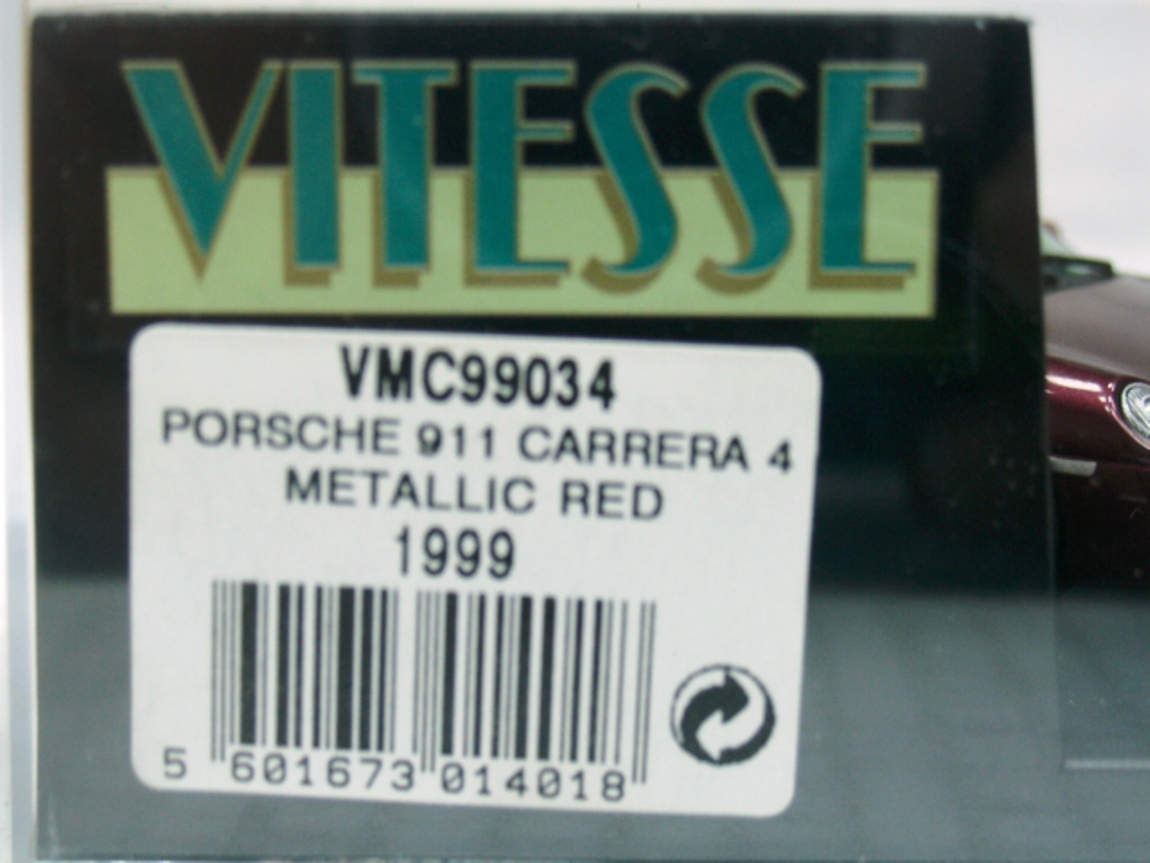 VITESSE
VMC99034
PORSCHE 911 CARRERA 4
METALLIC RED
1999
5 601673 014018